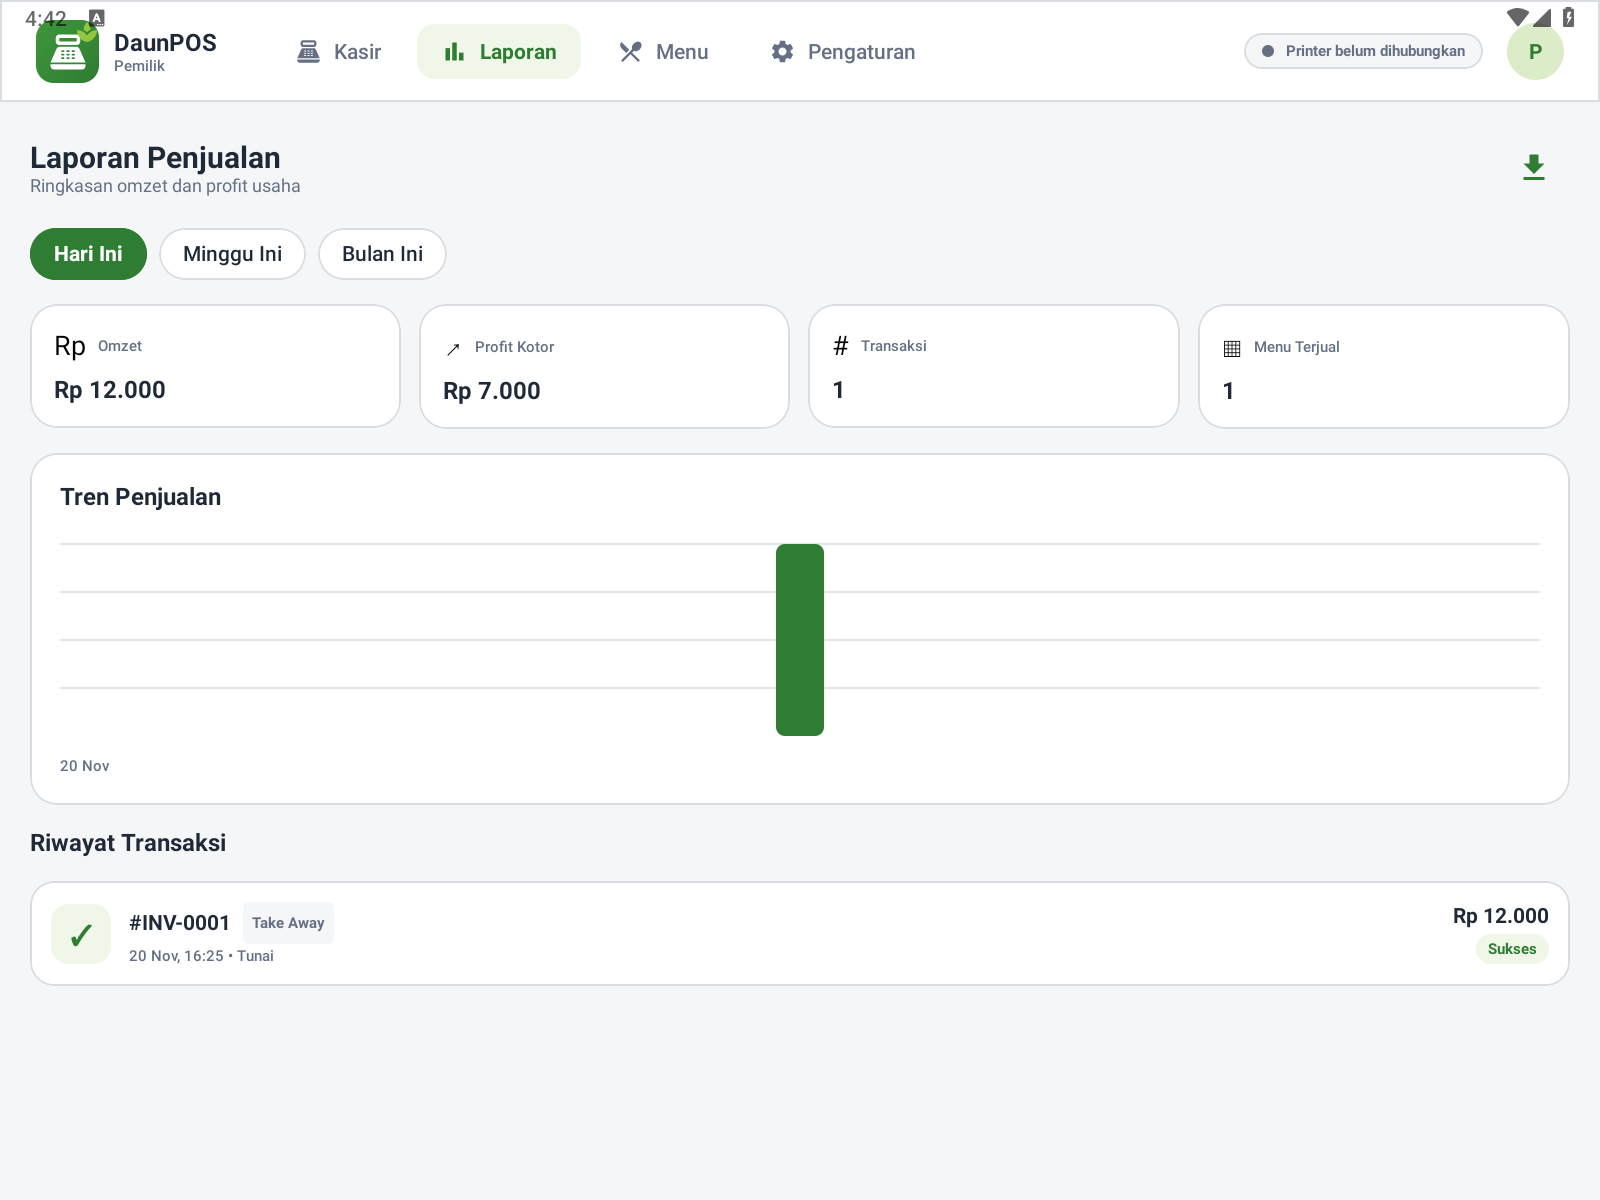 4:42 A
DaunPOS
Pemilik
Kasir
Laporan
Menu
Pengaturan
Printer belum dihubungkan
P
Laporan Penjualan
Ringkasan omzet dan profit usaha
Hari Ini
Minggu Ini
Bulan Ini
Rp Omzet
Rp 12.000
↗ Profit Kotor
Rp 7.000
# Transaksi
1
▦ Menu Terjual
1
Tren Penjualan
20 Nov
Riwayat Transaksi
✓
#INV-0001 Take Away
20 Nov, 16:25 • Tunai
Rp 12.000
Sukses